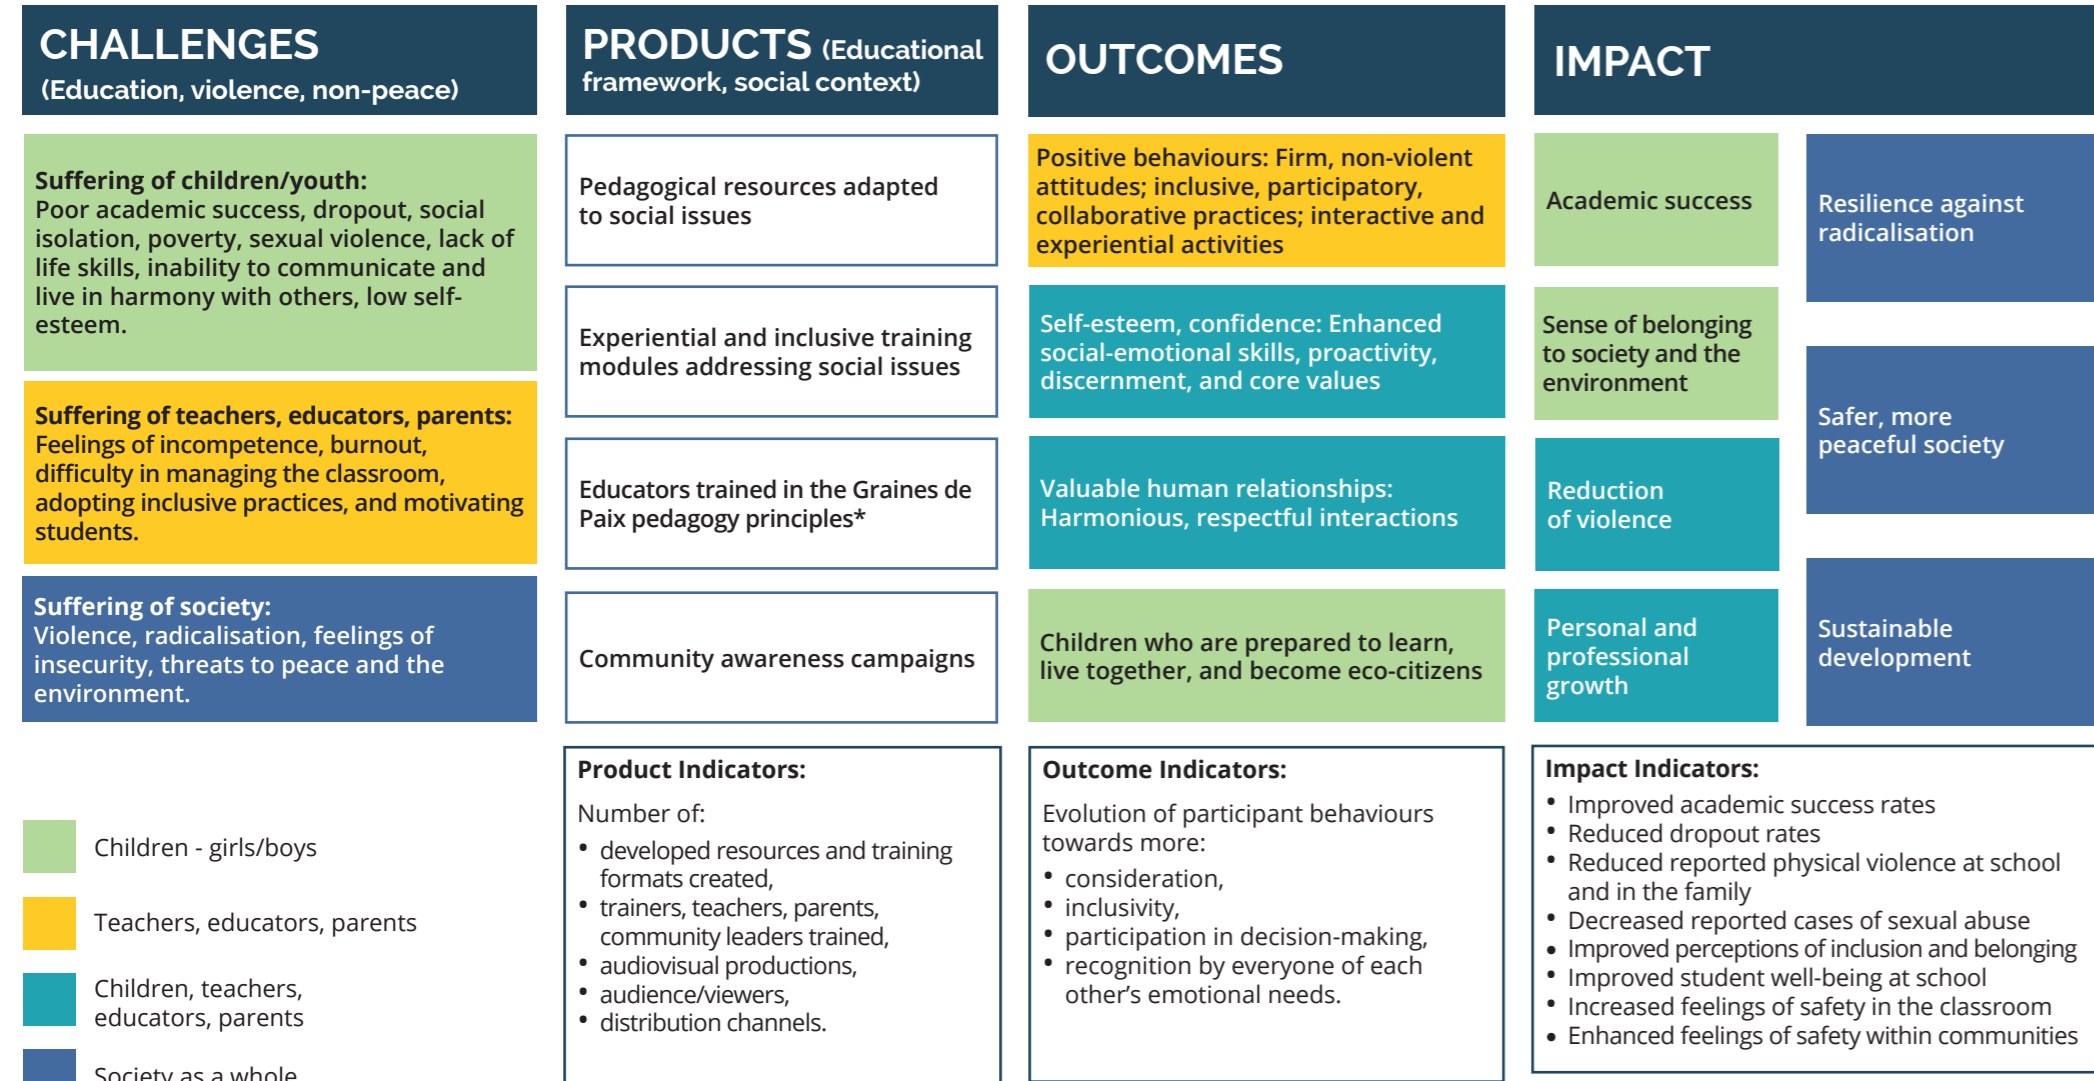 CHALLENGES
(Education, violence, non-peace)
Suffering of children/youth:
Poor academic success, dropout, social
isolation, poverty, sexual violence, lack of
life skills, inability to communicate and
live in harmony with others, low self-
esteem.
Suffering of teachers, educators, parents:
Feelings of incompetence, burnout,
difficulty in managing the classroom,
adopting inclusive practices, and motivating
students.
Suffering of society:
Violence, radicalisation, feelings of
insecurity, threats to peace and the
environment.
Children - girls/boys
Teachers, educators, parents
Children, teachers,
educators, parents
Society as a whole
PRODUCTS (Educational
framework, social context)
Pedagogical resources adapted
to social issues
Experiential and inclusive training
modules addressing social issues
Educators trained in the Graines de
Paix pedagogy principles*
Community awareness campaigns
Product Indicators:
Number of:
• developed resources and training
formats created,
• trainers, teachers, parents,
community leaders trained,
• audiovisual productions,
• audience/viewers,
• distribution channels.
OUTCOMES
Positive behaviours: Firm, non-violent
attitudes; inclusive, participatory,
collaborative practices; interactive and
experiential activities
Self-esteem, confidence: Enhanced
social-emotional skills, proactivity,
discernment, and core values
Valuable human relationships:
Harmonious, respectful interactions
Children who are prepared to learn,
live together, and become eco-citizens
Outcome Indicators:
Evolution of participant behaviours
towards more:
• consideration,
• inclusivity,
• participation in decision-making,
• recognition by everyone of each
other's emotional needs.
IMPACT
Academic success
Sense of belonging
to society and the
environment
Reduction
of violence
Personal and
professional
growth
Resilience against
radicalisation
Safer, more
peaceful society
Sustainable
development
Impact Indicators:
• Improved academic success rates
• Reduced dropout rates
• Reduced reported physical violence at school
and in the family
• Decreased reported cases of sexual abuse
• Improved perceptions of inclusion and belonging
• Improved student well-being at school
• Increased feelings of safety in the classroom
• Enhanced feelings of safety within communities